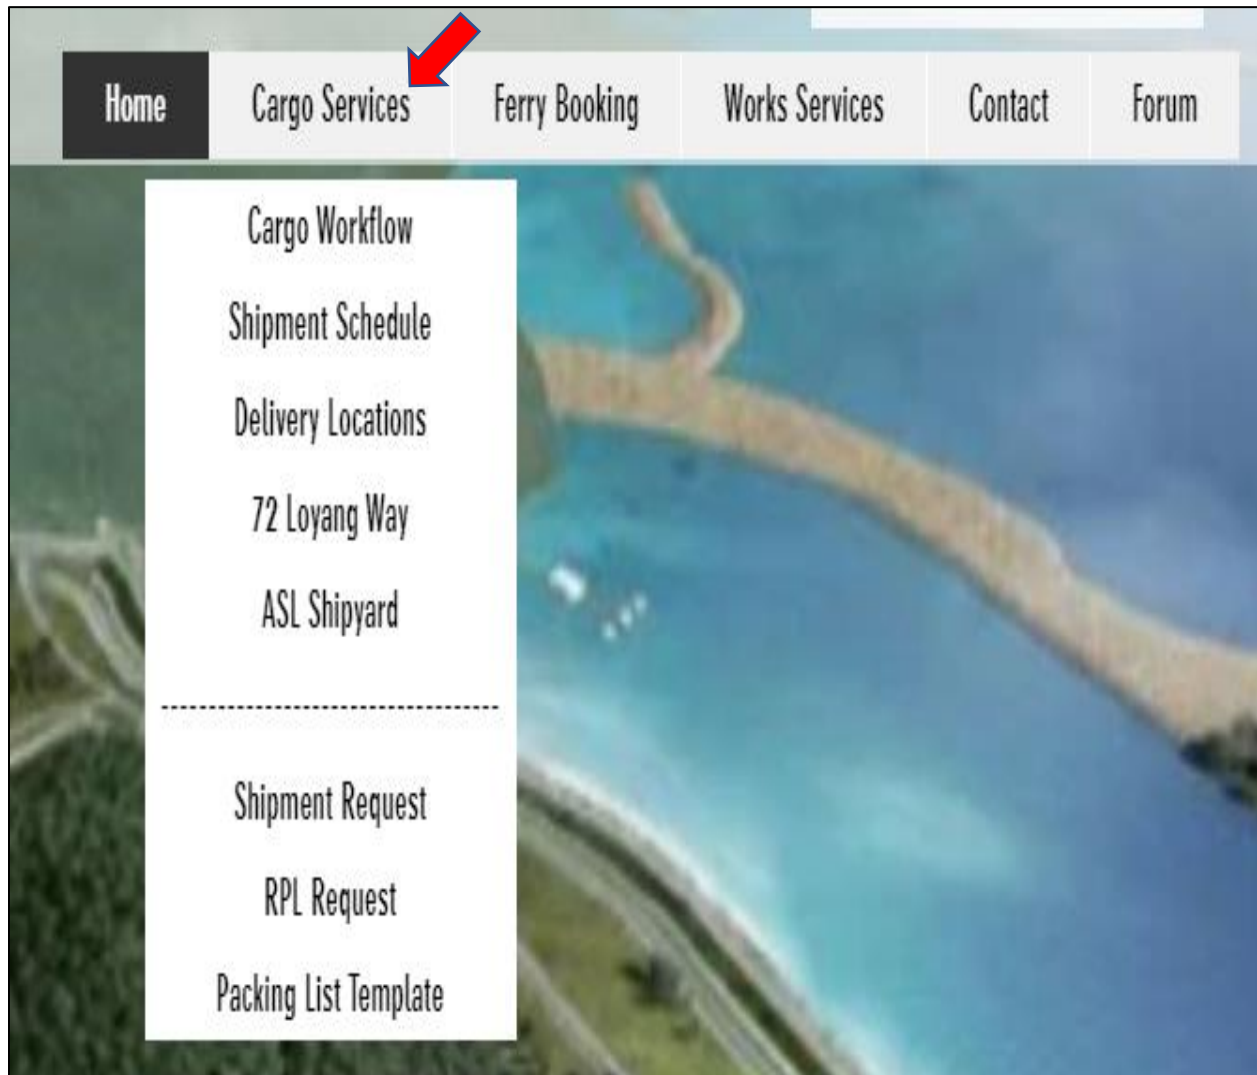 Home Cargo Services Ferry Booking Works Services Contact Forum
Cargo Workflow
Shipment Schedule
Delivery Locations
72 Loyang Way
ASL Shipyard
Shipment Request
RPL Request
Packing List Template